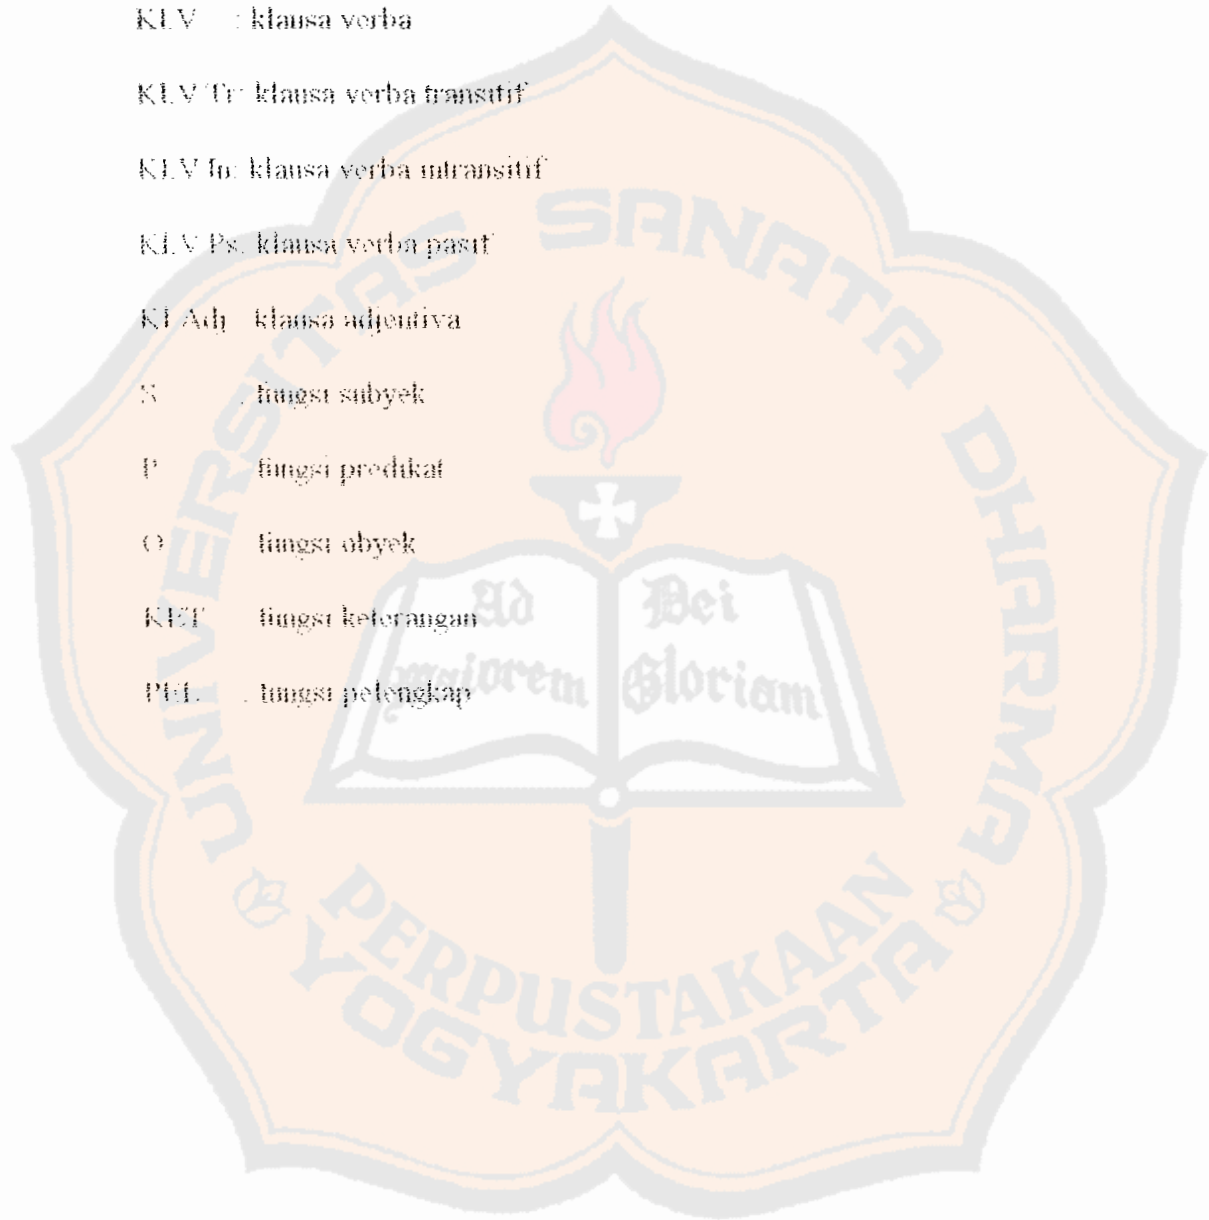 KLV : klausa verba
KLV Tr: klausa verba transitif
KLV In: klausa verba intransitif
KLV Ps: klausa verba pasif
Kl Adj klausa adjeutiva
S : fungsi subyek
P fungsi predikat
O fungsi obyek
KET fungsi keterangan
PEL : fungsi pelengkap
UNIVERSITAS SANATA DHARMA
Ad Dei
maiorem Gloriam
PERPUSTAKAAN
YOGYAKARTA